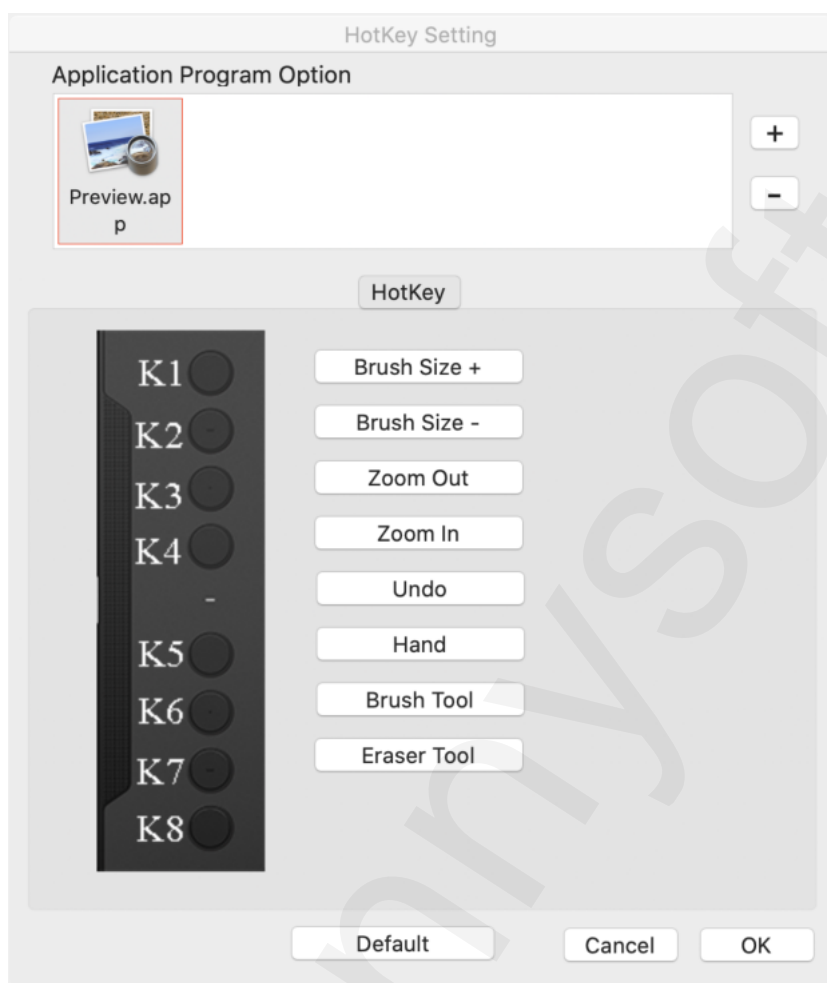 HotKey Setting
Application Program Option
Preview.ap
p
+
-
HotKey
K1
Brush Size +
K2
Brush Size -
K3
Zoom Out
K4
Zoom In
Undo
K5
Hand
K6
Brush Tool
K7
Eraser Tool
K8
Default
Cancel
OK